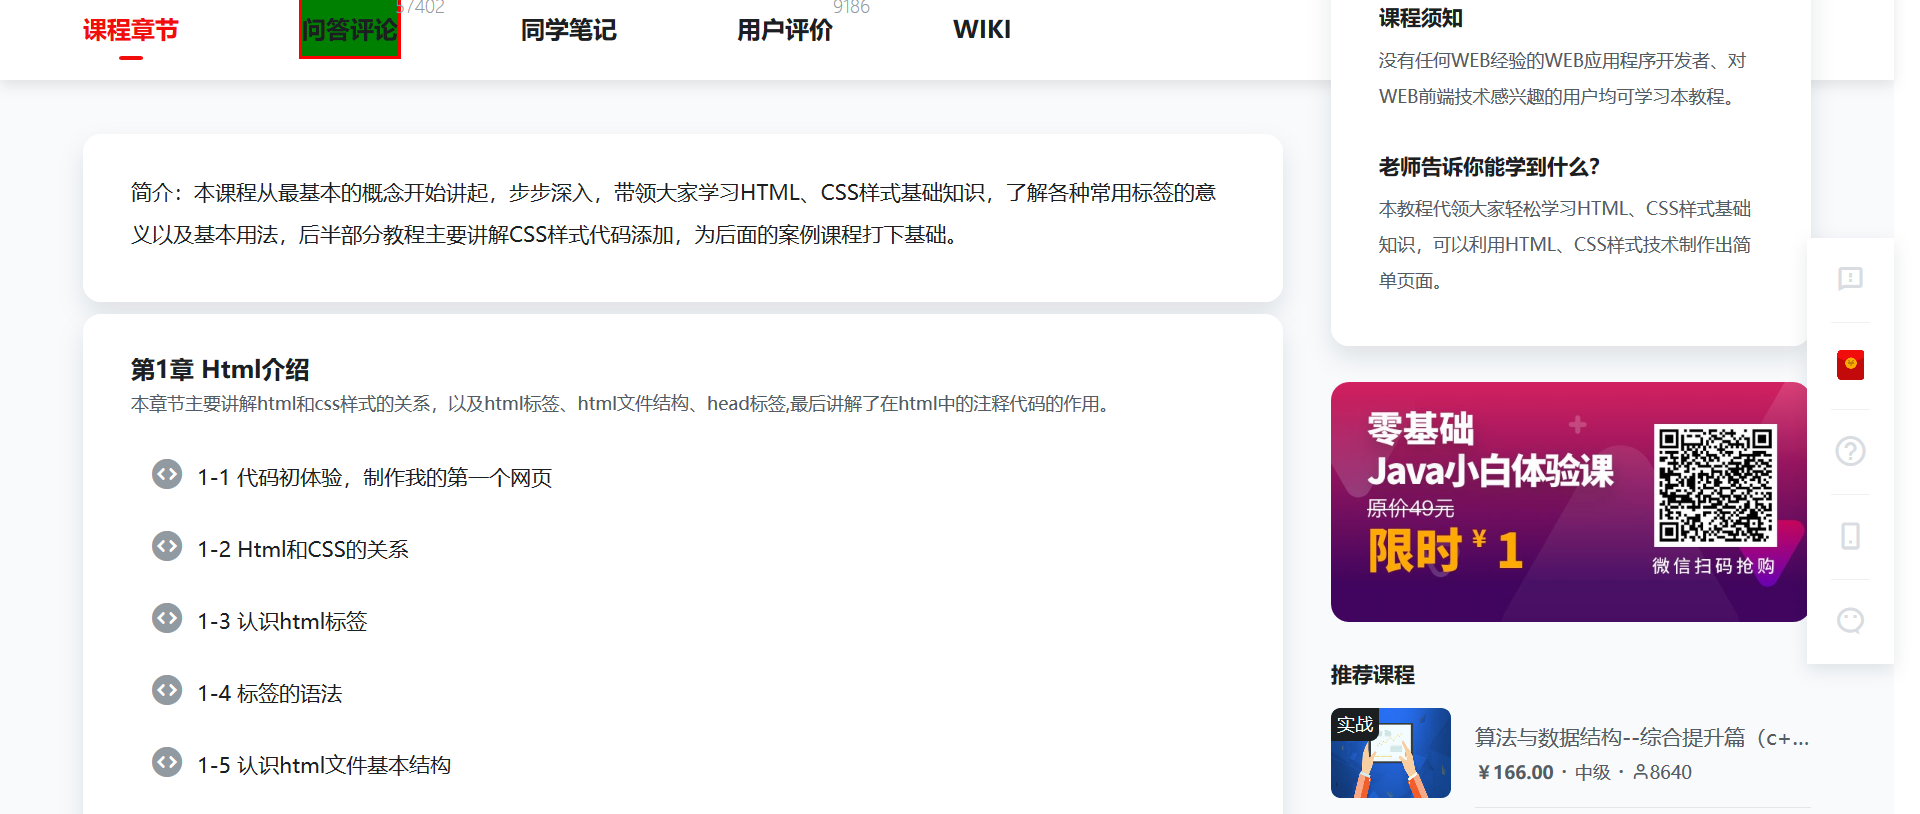 课程章节
问答评论
57402
同学笔记
用户评价
9186
WIKI
简介：本课程从最基本的概念开始讲起，步步深入，带领大家学习HTML、CSS样式基础知识，了解各种常用标签的意
义以及基本用法，后半部分教程主要讲解CSS样式代码添加，为后面的案例课程打下基础。
第1章 Html介绍
本章节主要讲解html和css样式的关系，以及html标签、html文件结构、head标签,最后讲解了在html中的注释代码的作用。
1-1 代码初体验，制作我的第一个网页
1-2 Html和CSS的关系
1-3 认识html标签
1-4 标签的语法
1-5 认识html文件基本结构
课程须知
没有任何WEB经验的WEB应用程序开发者、对
WEB前端技术感兴趣的用户均可学习本教程。
老师告诉你能学到什么？
本教程代领大家轻松学习HTML、CSS样式基础
知识，可以利用HTML、CSS样式技术制作出简
单页面。
零基础
Java小白体验课
原价49元
限时¥1
微信扫码抢购
推荐课程
实战
算法与数据结构--综合提升篇（c+...
¥166.00 · 中级 · 8640